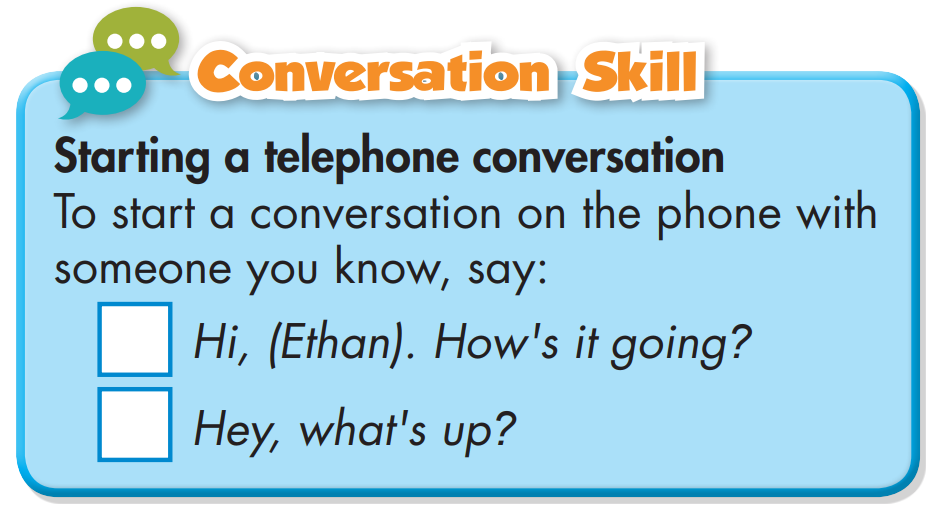 Conversation Skill
Starting a telephone conversation
To start a conversation on the phone with
someone you know, say:
Hi, (Ethan). How's it going?
Hey, what's up?